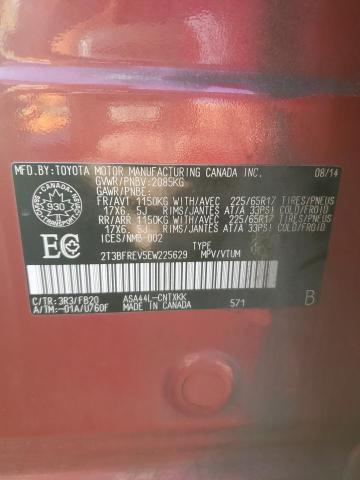 MFD.BY:TOYOTA MOTOR MANUFACTURING CANADA INC. 08/14
GVWR/PNBV:2085KG
GAWR/PNBE:
FR/AVT 1150KG WITH/AVEC 225/65R17 TIRES/PNEUS
17X6.5J RIMS/JANTES AT/A 33PSI COLD/FROID
RR/ARR 1150KG WITH/AVEC 225/65R17 TIRES/PNEUS
17X6.5J RIMS/JANTES AT/A 33PSI COLD/FROID
ICES/NMB-002
930
EC
TYPE
2T3BFREV5EW225629 MPV/VTUM
C/TR:3R3/FB20 ASA44L-CNTXKK 571 B
A/TM:-01A/U760F MADE IN CANADA